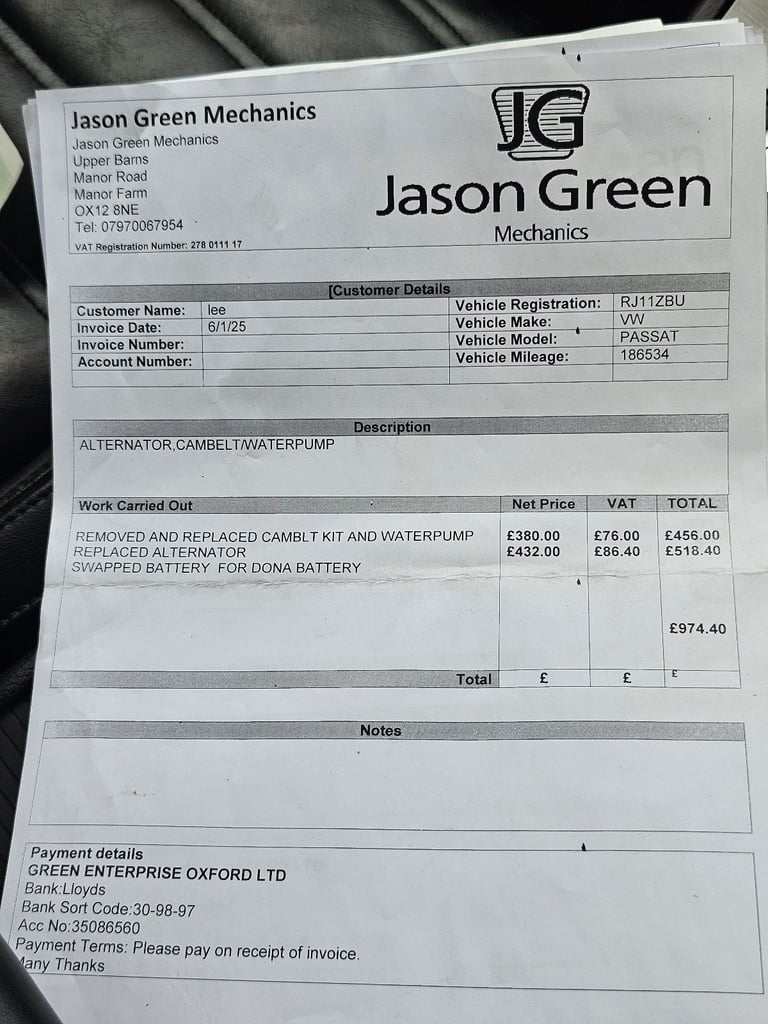 Jason Green Mechanics
Jason Green Mechanics
Upper Barns
Manor Road
Manor Farm
OX12 8NE
Tel: 07970067954
VAT Registration Number: 278 0111 17
JG
Jason Green
Mechanics
[Customer Details
Customer Name: lee
Invoice Date: 6/1/25
Invoice Number:
Account Number:
Vehicle Registration: RJ11ZBU
Vehicle Make: VW
Vehicle Model: PASSAT
Vehicle Mileage: 186534
Description
ALTERNATOR,CAMBELT/WATERPUMP
Work Carried Out Net Price VAT TOTAL
REMOVED AND REPLACED CAMBLT KIT AND WATERPUMP £380.00 £76.00 £456.00
REPLACED ALTERNATOR £432.00 £86.40 £518.40
SWAPPED BATTERY FOR DONA BATTERY
£974.40
Total £ £ £
Notes
Payment details
GREEN ENTERPRISE OXFORD LTD
Bank:Lloyds
Bank Sort Code:30-98-97
Acc No:35086560
Payment Terms: Please pay on receipt of invoice.
Many Thanks